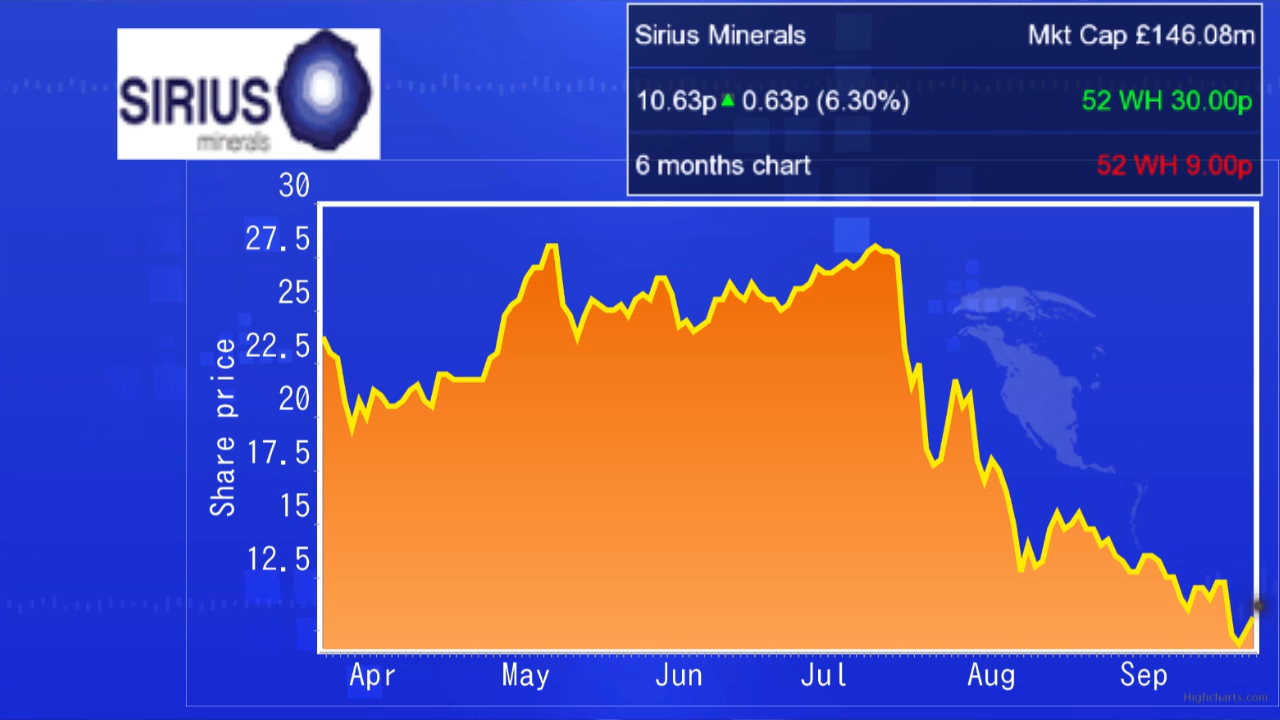 SIRIUS
minerals
Sirius Minerals Mkt Cap £146.08m
10.63p▲ 0.63p (6.30%) 52 WH 30.00p
6 months chart 52 WH 9.00p
30
27.5
25
22.5
20
17.5
15
12.5
Share price
Apr May Jun Jul Aug Sep
Highcharts.com